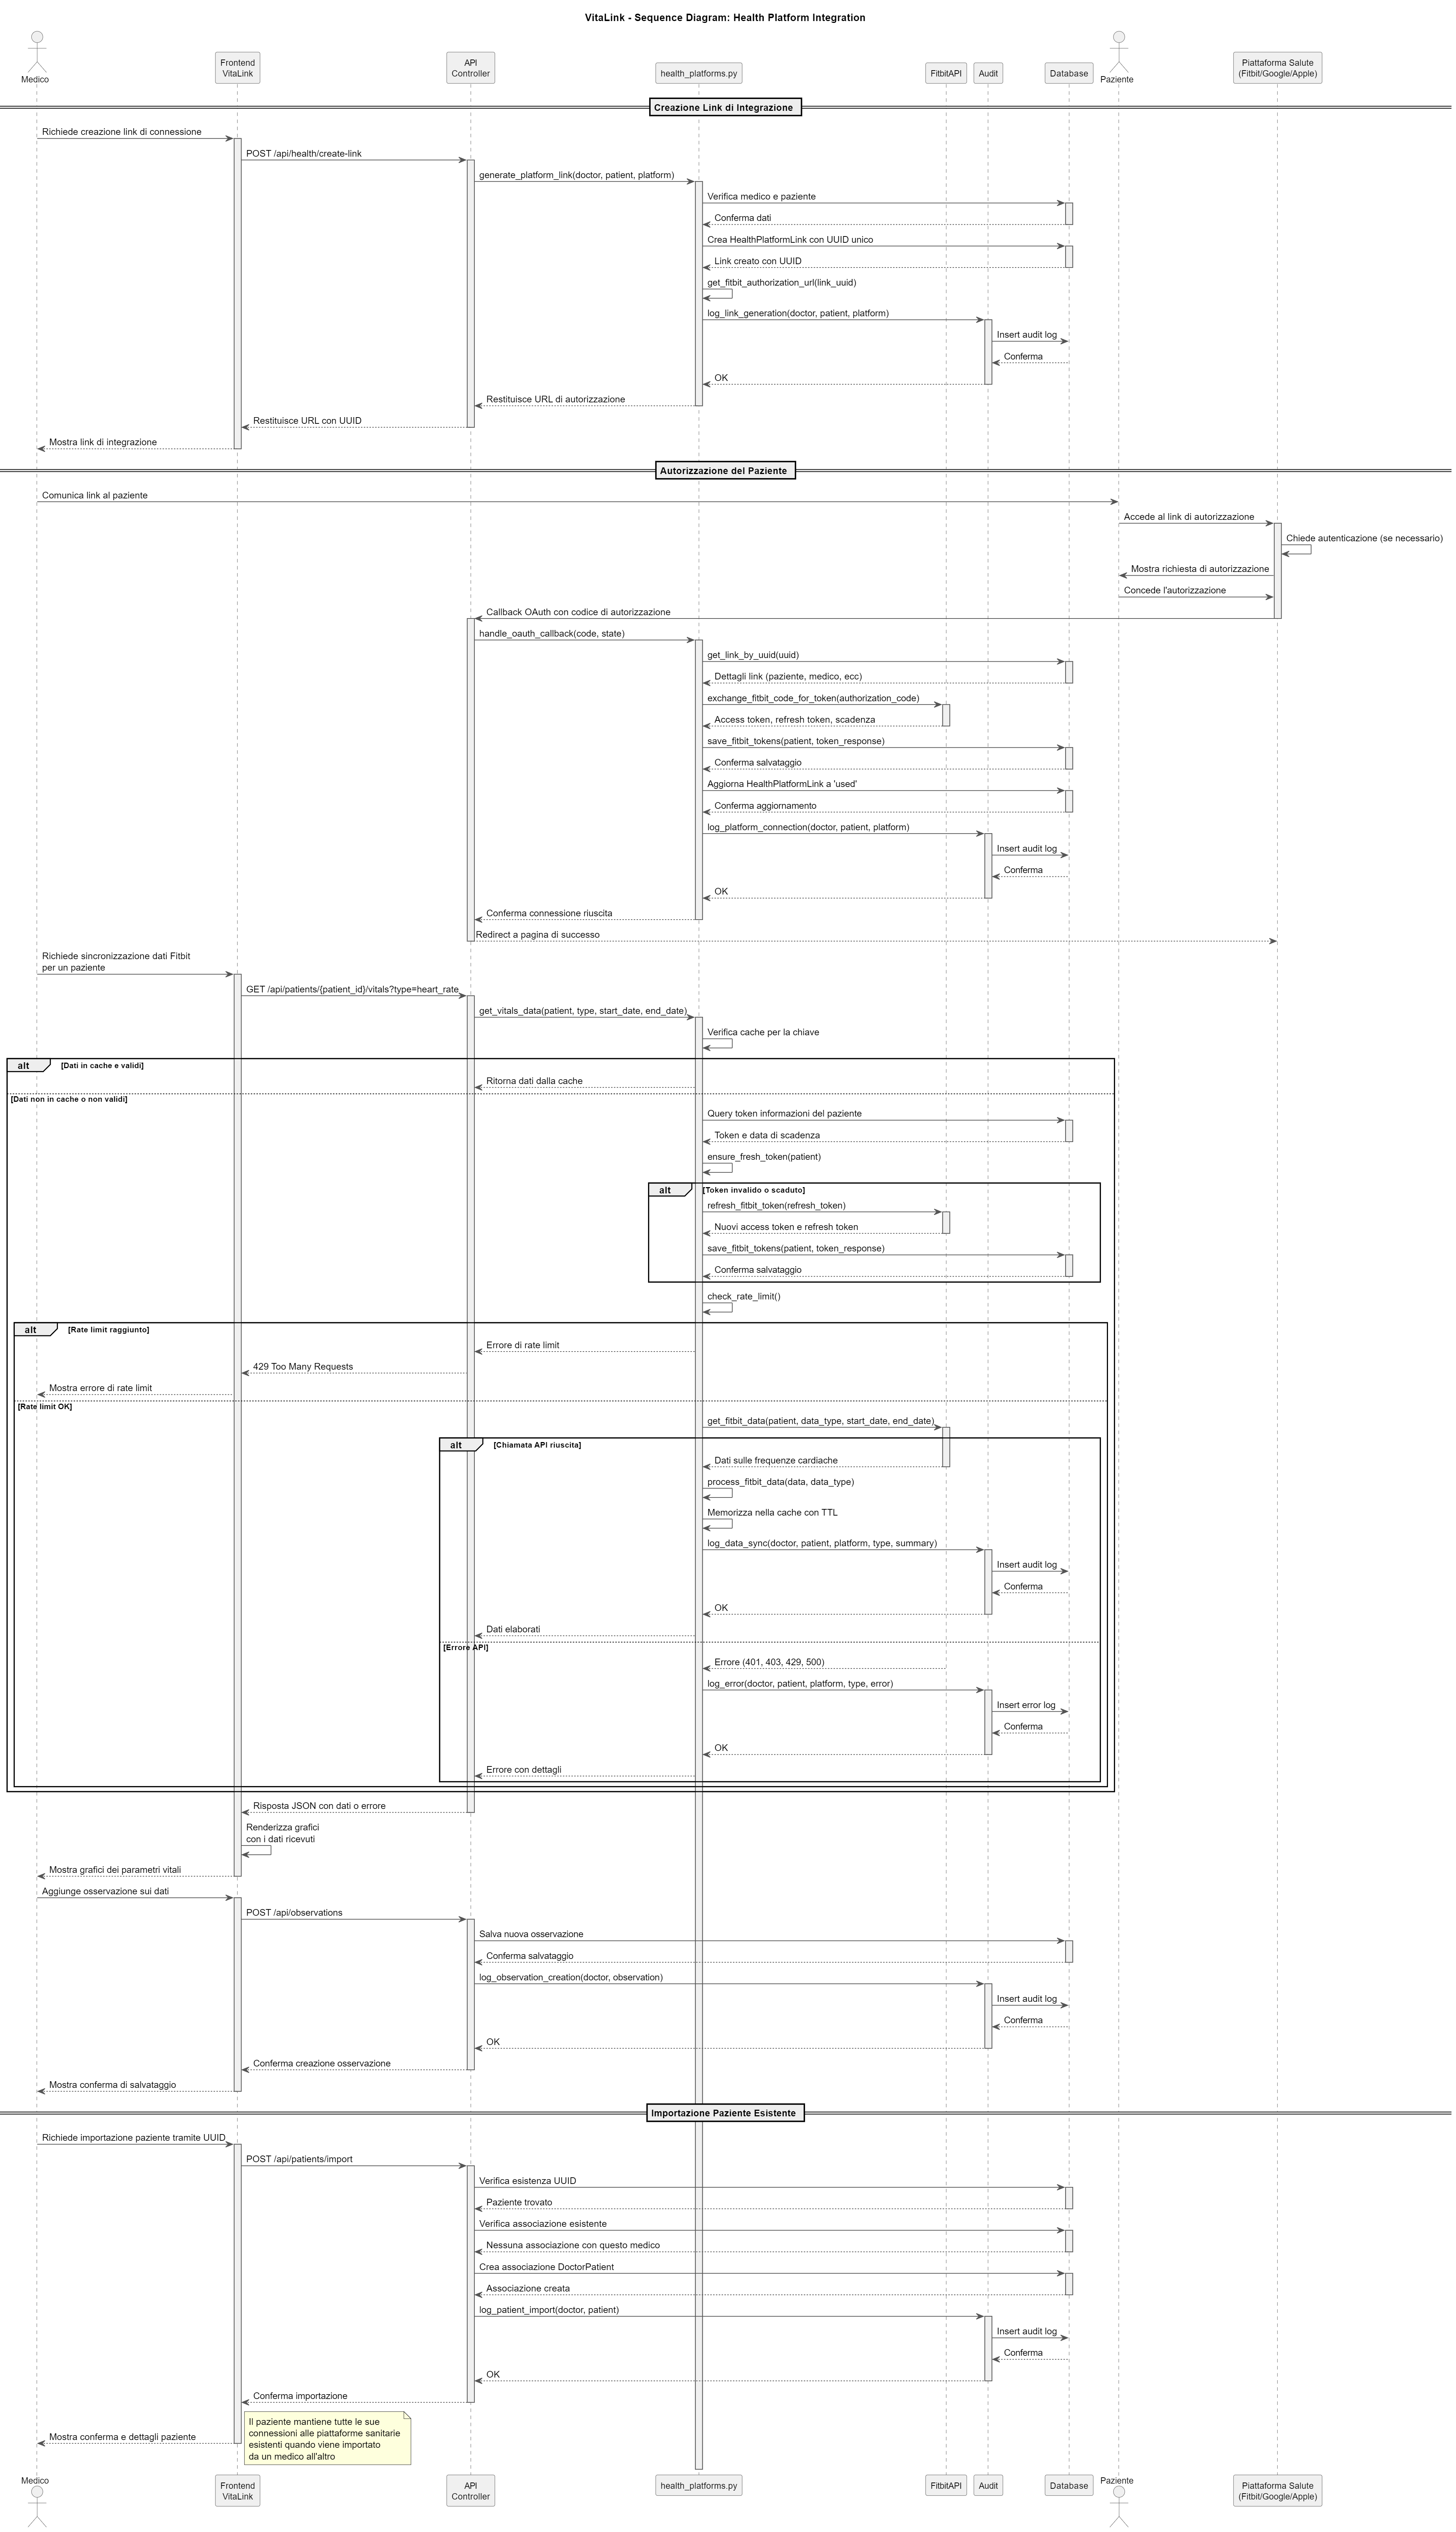 VitaLink - Sequence Diagram: Health Platform Integration
Medico
Frontend
VitaLink
API
Controller
health_platforms.py
FitbitAPI
Audit
Database
Paziente
Piattaforma Salute
(Fitbit/Google/Apple)
Creazione Link di Integrazione
Richiede creazione link di connessione
POST /api/health/create-link
generate_platform_link(doctor, patient, platform)
Verifica medico e paziente
Conferma dati
Crea HealthPlatformLink con UUID unico
Link creato con UUID
get_fitbit_authorization_url(link_uuid)
log_link_generation(doctor, patient, platform)
Insert audit log
Conferma
OK
Restituisce URL di autorizzazione
Restituisce URL con UUID
Mostra link di integrazione
Autorizzazione del Paziente
Comunica link al paziente
Accede al link di autorizzazione
Chiede autenticazione (se necessario)
Mostra richiesta di autorizzazione
Concede l'autorizzazione
Callback OAuth con codice di autorizzazione
handle_oauth_callback(code, state)
get_link_by_uuid(uuid)
Dettagli link (paziente, medico, ecc)
exchange_fitbit_code_for_token(authorization_code)
Access token, refresh token, scadenza
save_fitbit_tokens(patient, token_response)
Conferma salvataggio
Aggiorna HealthPlatformLink a 'used'
Conferma aggiornamento
log_platform_connection(doctor, patient, platform)
Insert audit log
Conferma
OK
Conferma connessione riuscita
Redirect a pagina di successo
Richiede sincronizzazione dati Fitbit
per un paziente
GET /api/patients/{patient_id}/vitals?type=heart_rate
get_vitals_data(patient, type, start_date, end_date)
Verifica cache per la chiave
alt
[Dati in cache e validi]
Ritorna dati dalla cache
[Dati non in cache o non validi]
Query token informazioni del paziente
Token e data di scadenza
ensure_fresh_token(patient)
alt
[Token invalido o scaduto]
refresh_fitbit_token(refresh_token)
Nuovi access token e refresh token
save_fitbit_tokens(patient, token_response)
Conferma salvataggio
check_rate_limit()
alt
[Rate limit raggiunto]
Errore di rate limit
429 Too Many Requests
Mostra errore di rate limit
[Rate limit OK]
get_fitbit_data(patient, data_type, start_date, end_date)
alt
[Chiamata API riuscita]
Dati sulle frequenze cardiache
process_fitbit_data(data, data_type)
Memorizza nella cache con TTL
log_data_sync(doctor, patient, platform, type, summary)
Insert audit log
Conferma
OK
Dati elaborati
[Errore API]
Errore (401, 403, 429, 500)
log_error(doctor, patient, platform, type, error)
Insert error log
Conferma
OK
Errore con dettagli
Risposta JSON con dati o errore
Renderizza grafici
con i dati ricevuti
Mostra grafici dei parametri vitali
Aggiunge osservazione sui dati
POST /api/observations
Salva nuova osservazione
Conferma salvataggio
log_observation_creation(doctor, observation)
Insert audit log
Conferma
OK
Conferma creazione osservazione
Mostra conferma di salvataggio
Importazione Paziente Esistente
Richiede importazione paziente tramite UUID
POST /api/patients/import
Verifica esistenza UUID
Paziente trovato
Verifica associazione esistente
Nessuna associazione con questo medico
Crea associazione DoctorPatient
Associazione creata
log_patient_import(doctor, patient)
Insert audit log
Conferma
OK
Conferma importazione
Mostra conferma e dettagli paziente
Il paziente mantiene tutte le sue
connessioni alle piattaforme sanitarie
esistenti quando viene importato
da un medico all'altro
Medico
Frontend
VitaLink
API
Controller
health_platforms.py
FitbitAPI
Audit
Database
Paziente
Piattaforma Salute
(Fitbit/Google/Apple)